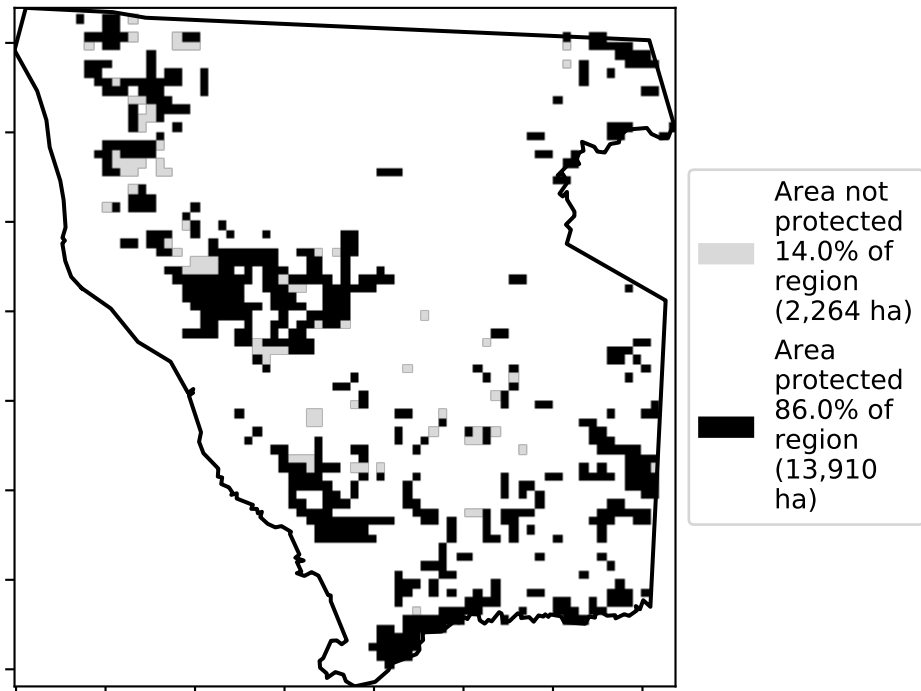 Area not
protected
14.0% of
region
(2,264 ha)
Area
protected
86.0% of
region
(13,910
ha)